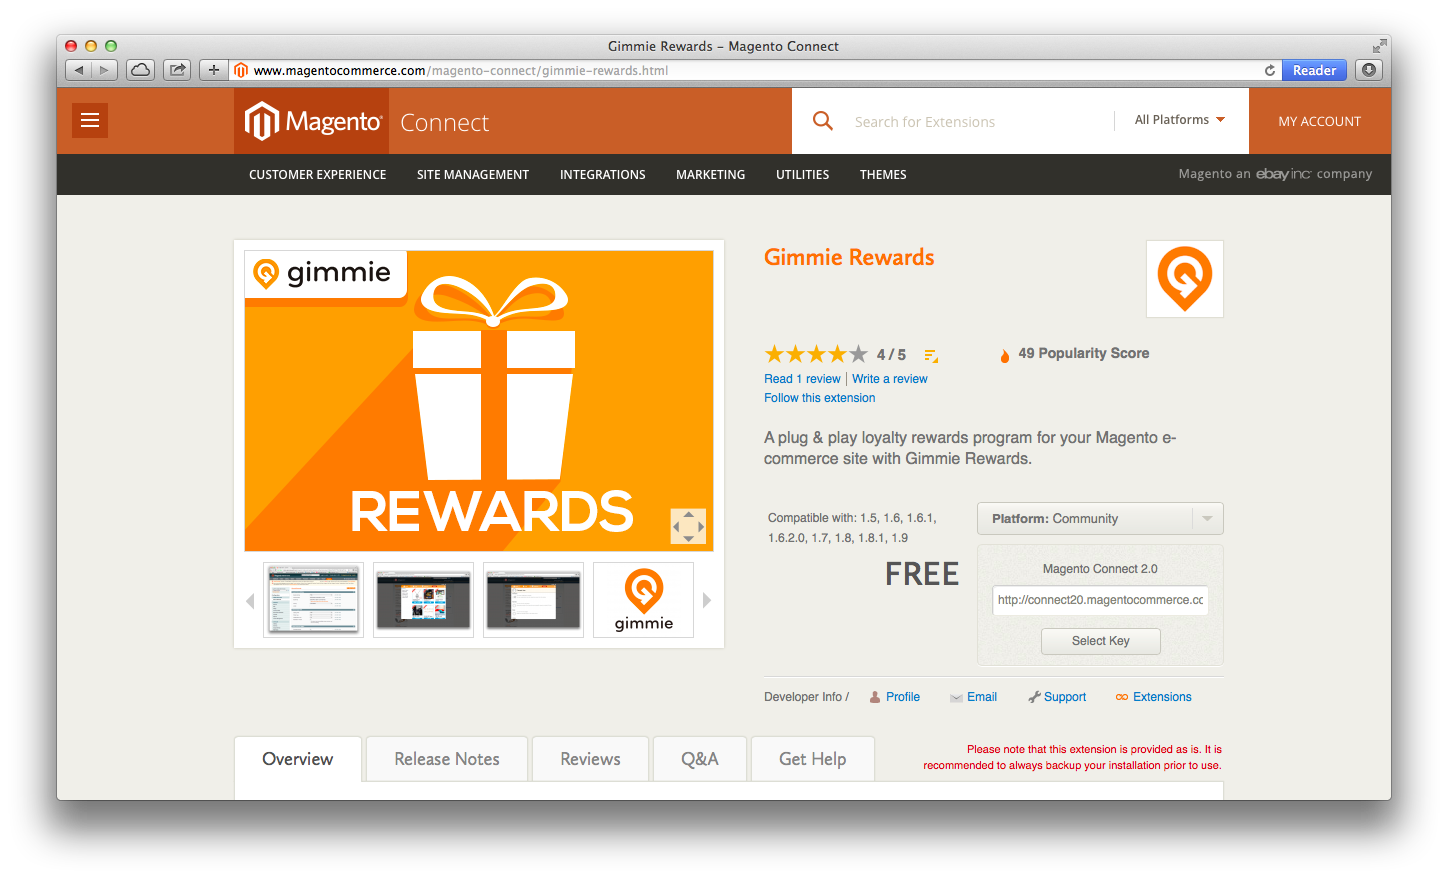 Gimmie Rewards – Magento Connect
www.magentocommerce.com/magento-connect/gimmie-rewards.html
Reader
Magento Connect
Search for Extensions
All Platforms
MY ACCOUNT
CUSTOMER EXPERIENCE SITE MANAGEMENT INTEGRATIONS MARKETING UTILITIES THEMES
Magento an ebay inc company
gimmie
REWARDS
gimmie
Gimmie Rewards
4 / 5
49 Popularity Score
Read 1 review | Write a review
Follow this extension
A plug & play loyalty rewards program for your Magento e-
commerce site with Gimmie Rewards.
Compatible with: 1.5, 1.6, 1.6.1,
1.6.2.0, 1.7, 1.8, 1.8.1, 1.9
FREE
Platform: Community
Magento Connect 2.0
http://connect20.magentocommerce.cc
Select Key
Developer Info / Profile Email Support Extensions
Overview Release Notes Reviews Q&A Get Help
Please note that this extension is provided as is. It is
recommended to always backup your installation prior to use.